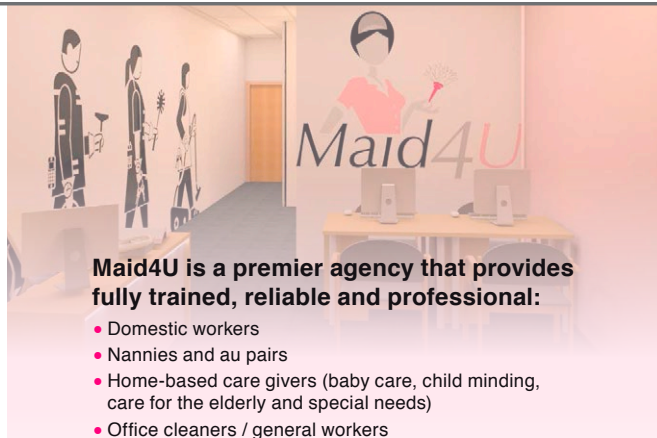 Maid4U
Maid4U is a premier agency that provides
fully trained, reliable and professional:
• Domestic workers
• Nannies and au pairs
• Home-based care givers (baby care, child minding,
care for the elderly and special needs)
• Office cleaners / general workers